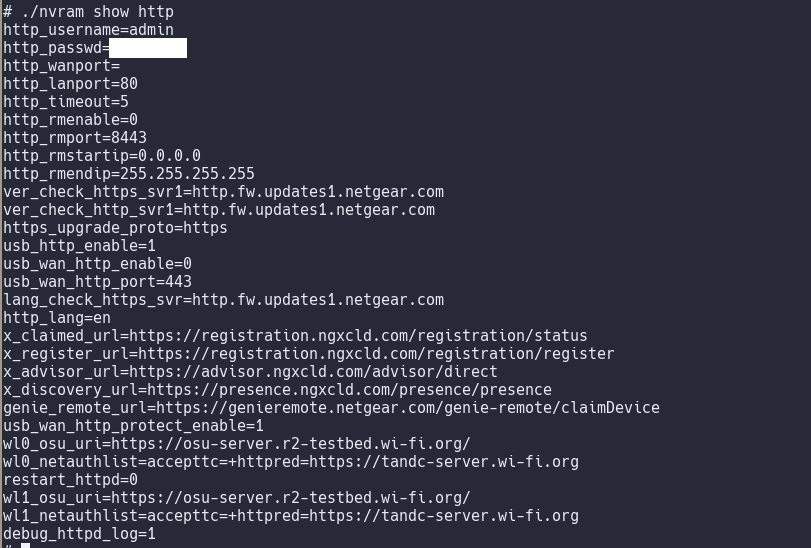 # ./nvram show http
http_username=admin
http_passwd=
http_wanport=
http_lanport=80
http_timeout=5
http_rmenable=0
http_rmport=8443
http_rmstartip=0.0.0.0
http_rmendip=255.255.255.255
ver_check_https_svr1=http.fw.updates1.netgear.com
ver_check_http_svr1=http.fw.updates1.netgear.com
https_upgrade_proto=https
usb_http_enable=1
usb_wan_http_enable=0
usb_wan_http_port=443
lang_check_https_svr=http.fw.updates1.netgear.com
http_lang=en
x_claimed_url=https://registration.ngxcld.com/registration/status
x_register_url=https://registration.ngxcld.com/registration/register
x_advisor_url=https://advisor.ngxcld.com/advisor/direct
x_discovery_url=https://presence.ngxcld.com/presence/presence
genie_remote_url=https://genieremote.netgear.com/genie-remote/claimDevice
usb_wan_http_protect_enable=1
wl0_osu_uri=https://osu-server.r2-testbed.wi-fi.org/
wl0_netauthlist=accepttc=+httpred=https://tandc-server.wi-fi.org
restart_httpd=0
wl1_osu_uri=https://osu-server.r2-testbed.wi-fi.org/
wl1_netauthlist=accepttc=+httpred=https://tandc-server.wi-fi.org
debug_httpd_log=1
#